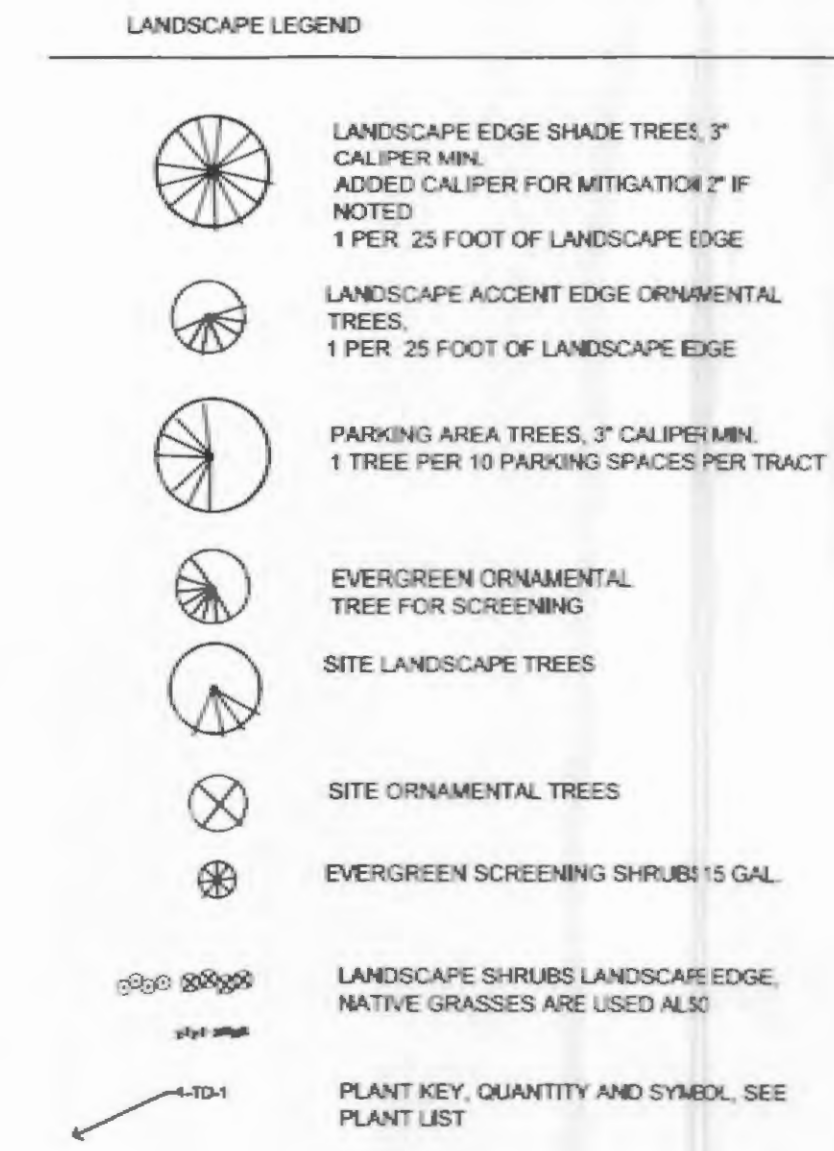 LANDSCAPE LEGEND
LANDSCAPE EDGE SHADE TREES, 3"
CALIPER MIN.
ADDED CALIPER FOR MITIGATION 2" IF
NOTED
1 PER 25 FOOT OF LANDSCAPE EDGE
LANDSCAPE ACCENT EDGE ORNAMENTAL
TREES,
1 PER 25 FOOT OF LANDSCAPE EDGE
PARKING AREA TREES, 3" CALIPER MIN.
1 TREE PER 10 PARKING SPACES PER TRACT
EVERGREEN ORNAMENTAL
TREE FOR SCREENING
SITE LANDSCAPE TREES
SITE ORNAMENTAL TREES
EVERGREEN SCREENING SHRUBS 15 GAL.
LANDSCAPE SHRUBS LANDSCAPE EDGE,
NATIVE GRASSES ARE USED ALSO
4-TD-1
PLANT KEY, QUANTITY AND SYMBOL, SEE
PLANT LIST